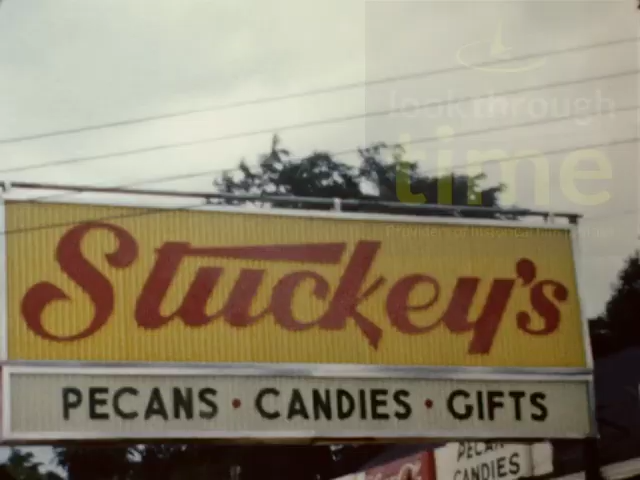 look through
time
Stuckey's
PECANS • CANDIES • GIFTS
PECAN
CANDIES